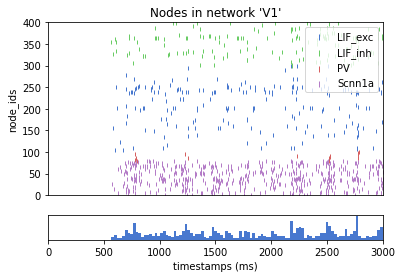 Nodes in network 'V1'
400
350
300
250
200
150
100
50
0
node_ids
LIF_exc
LIF_inh
PV
Scnn1a
0 500 1000 1500 2000 2500 3000
timestamps (ms)